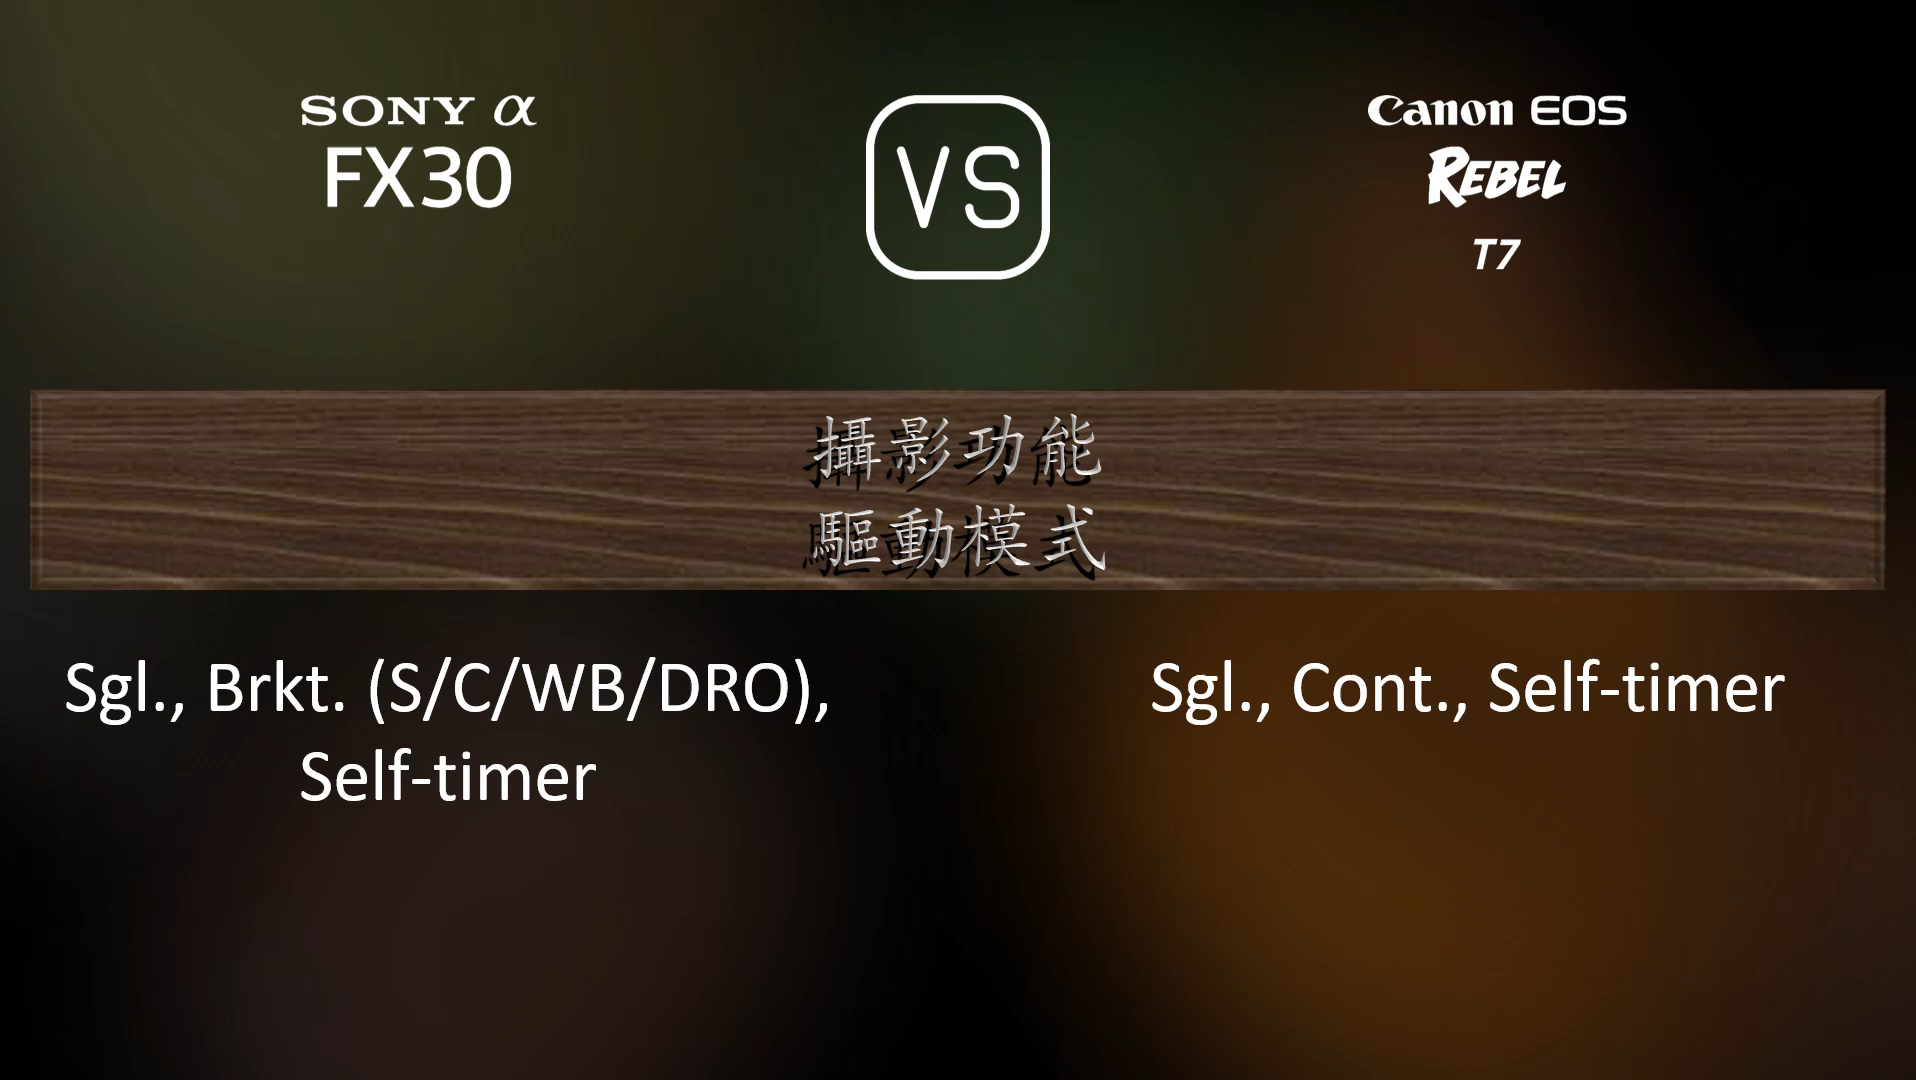 SONY α
FX30
VS
Canon EOS
REBEL
T7
攝影功能
驅動模式
Sgl., Brkt. (S/C/WB/DRO),
Self-timer
Sgl., Cont., Self-timer